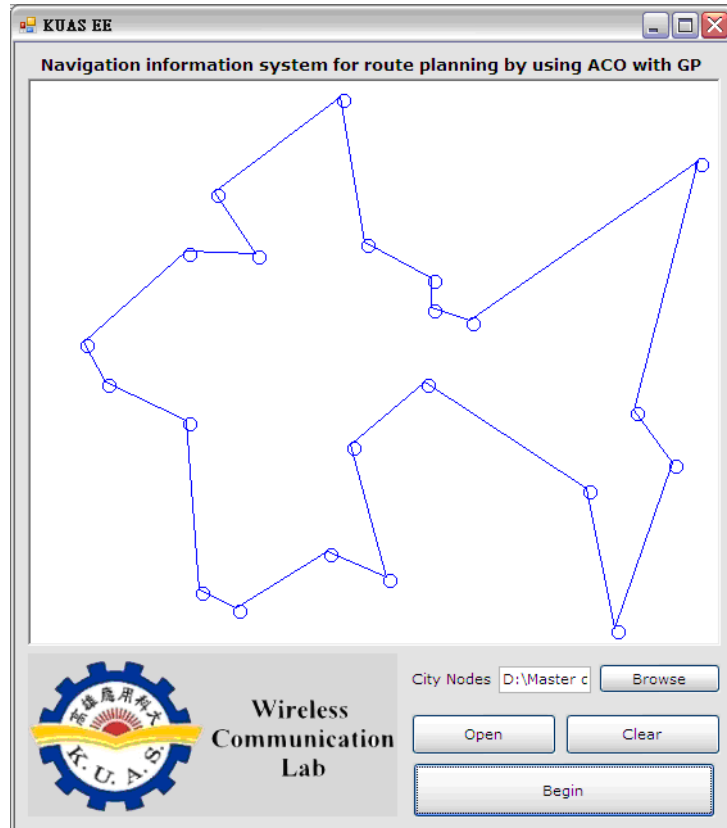 KUAS EE
Navigation information system for route planning by using ACO with GP
City Nodes D:\Master c Browse
Open Clear
Begin
高雄應用科大
K. U. A. S.
Wireless
Communication
Lab